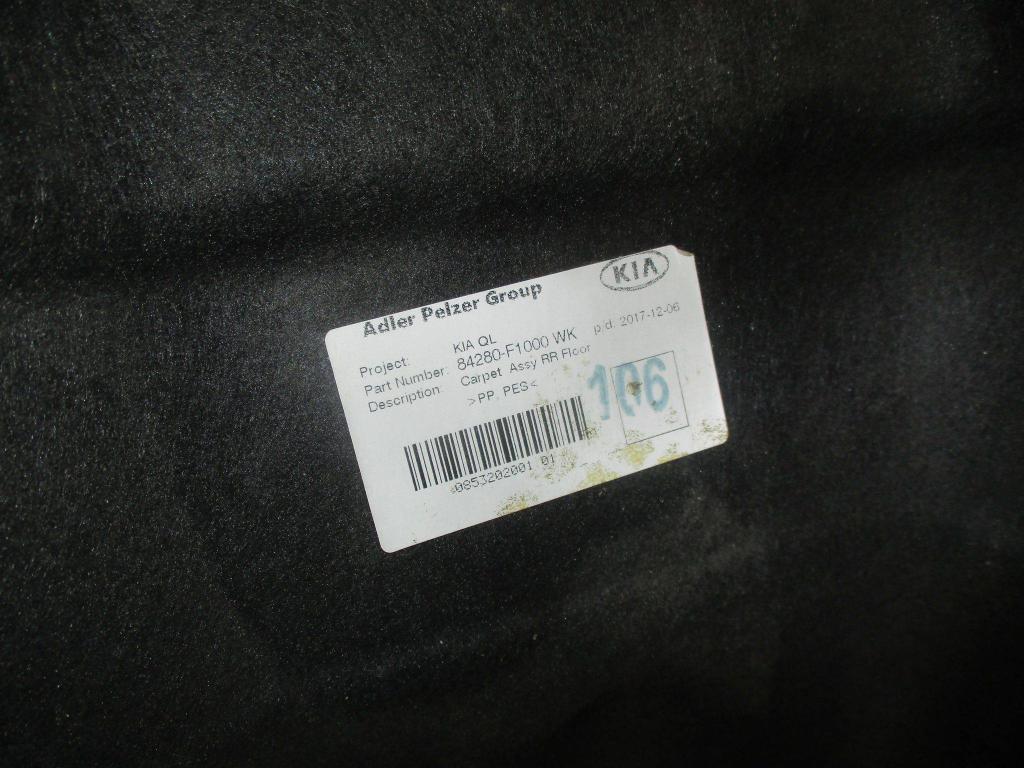 KIA
Adler Pelzer Group
p/d: 2017-12-06
Project: KIA QL
Part Number: 84280-F1000 WK
Description: Carpet Assy RR Floor
>PP, PES<
106
0853202001 01